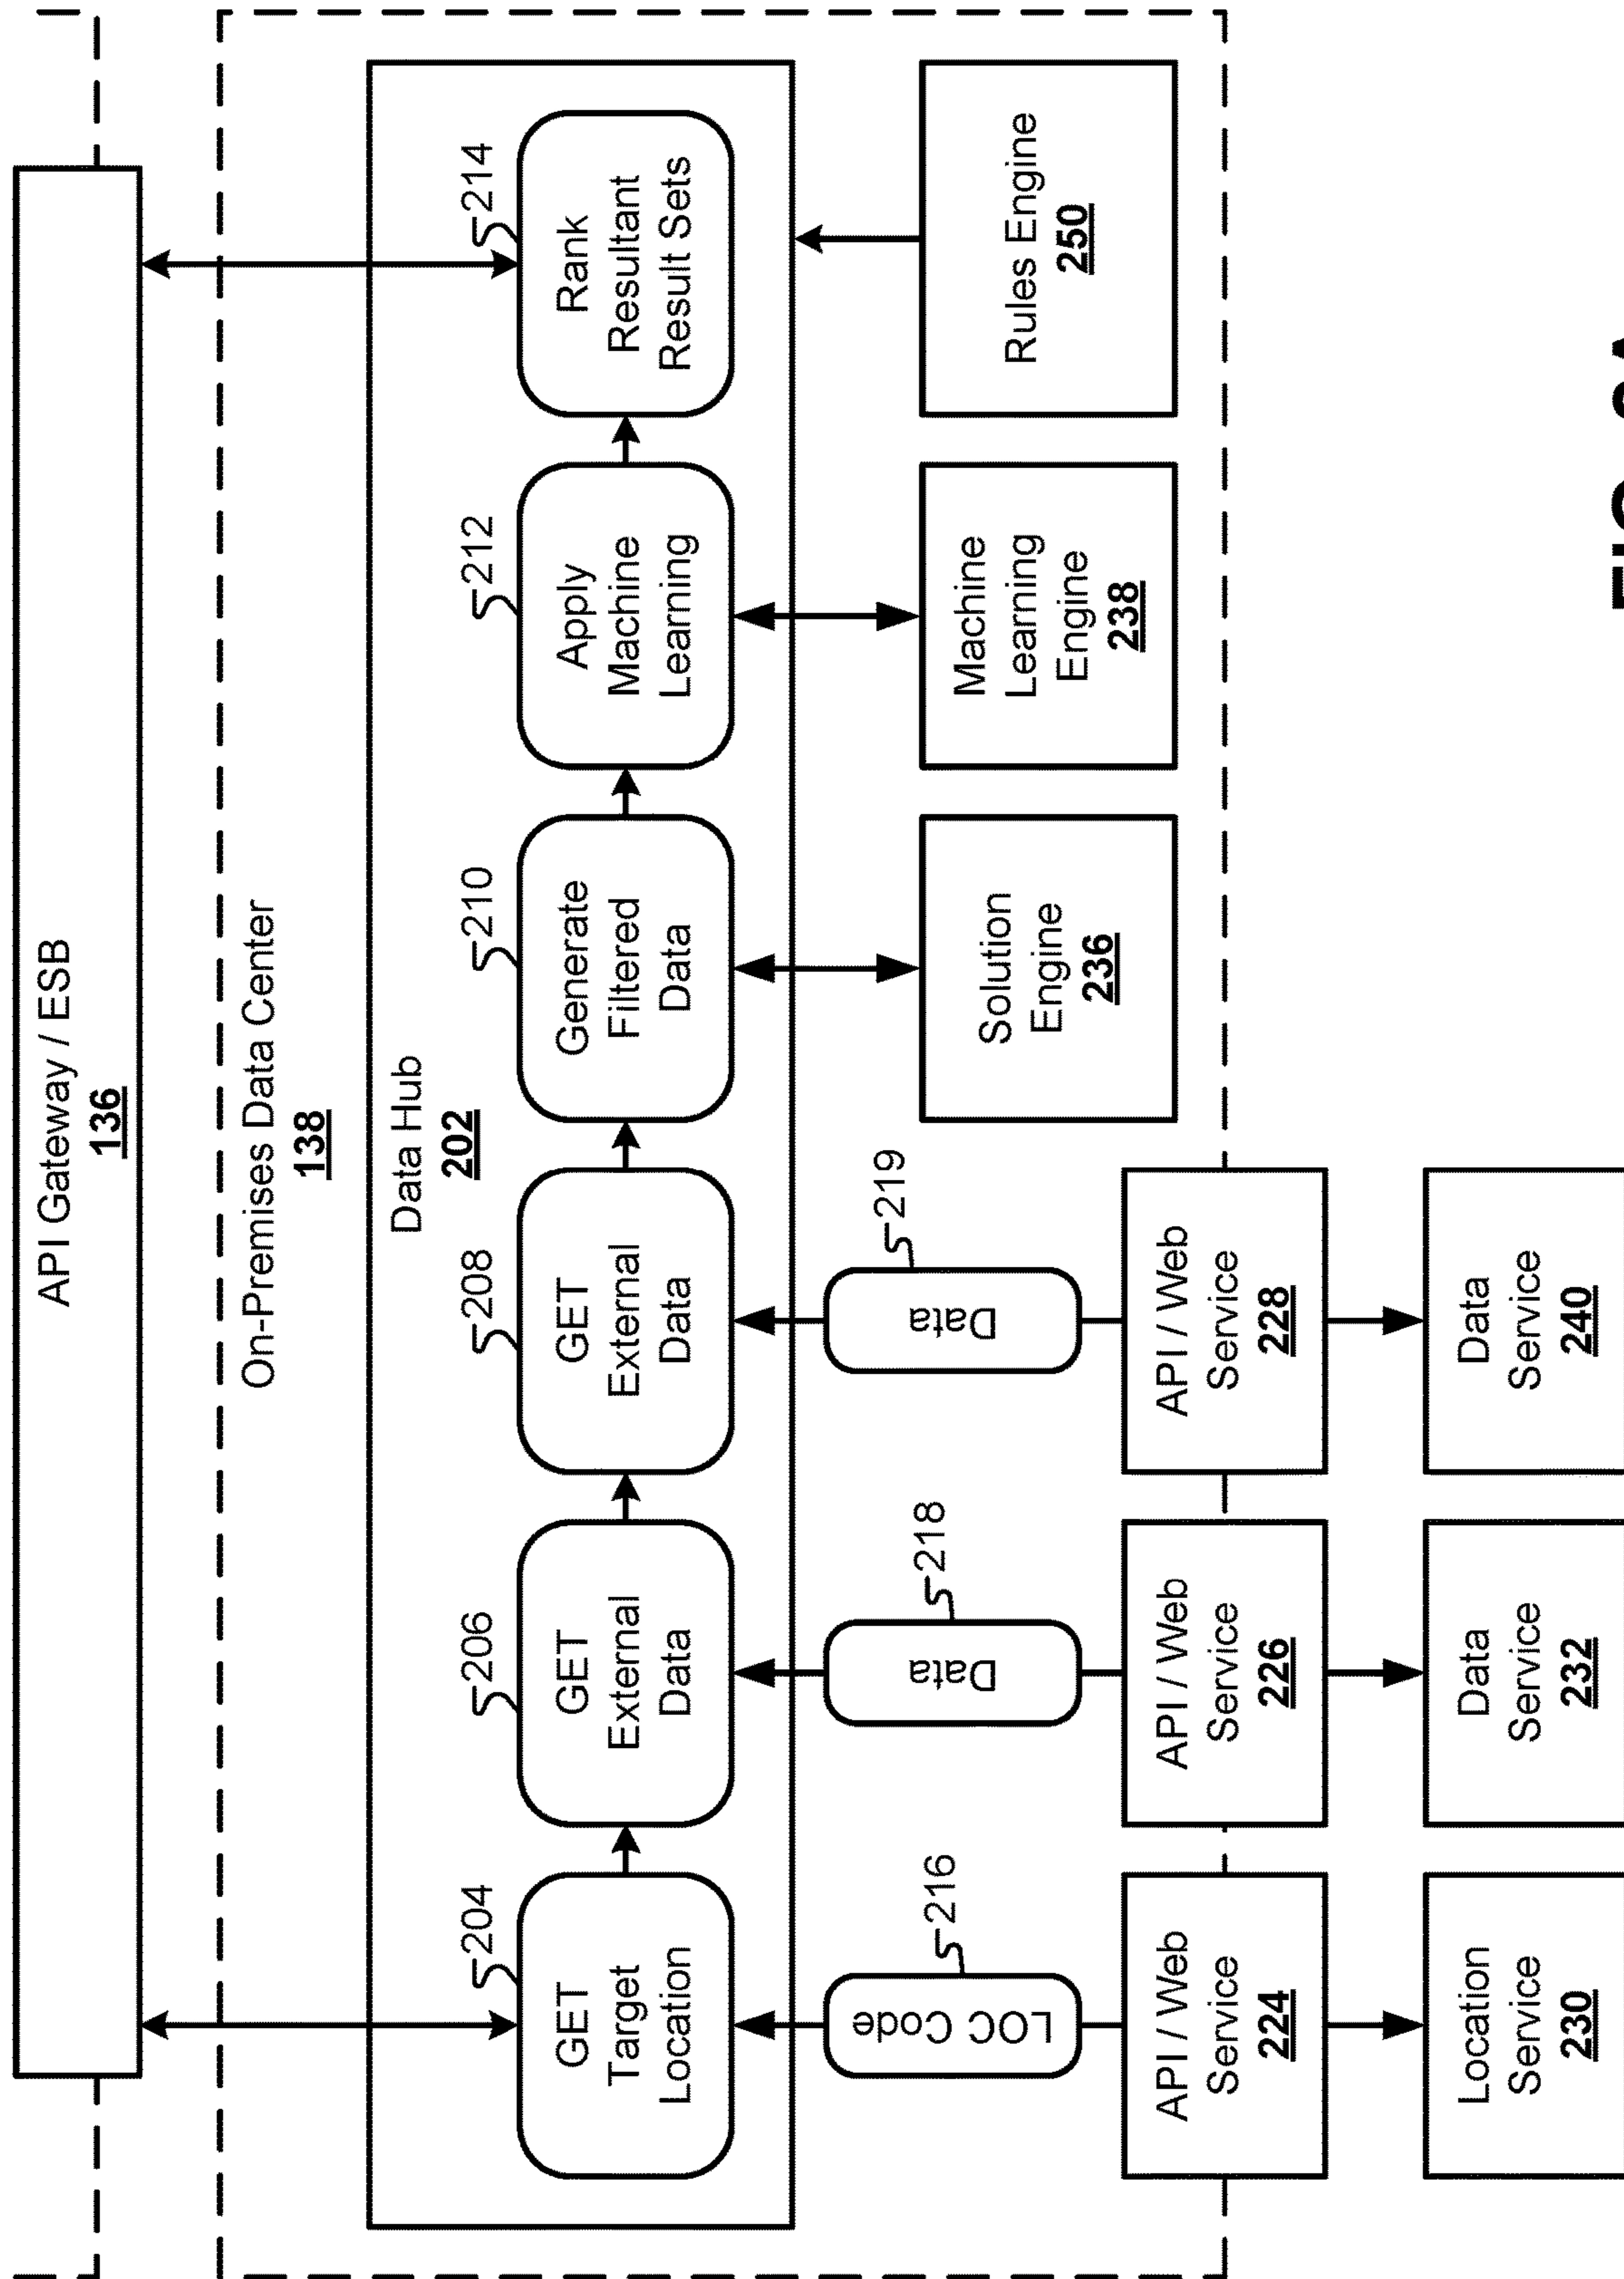 API Gateway / ESB
136
On-Premises Data Center
138
Data Hub
202
204
GET
Target
Location
206
GET
External
Data
208
GET
External
Data
210
Generate
Filtered
Data
212
Apply
Machine
Learning
214
Rank
Resultant
Result Sets
LOC Code
216
Data
218
Data
219
API / Web
Service
224
API / Web
Service
226
API / Web
Service
228
Solution
Engine
236
Machine
Learning
Engine
238
Rules Engine
250
Location
Service
230
Data
Service
232
Data
Service
240